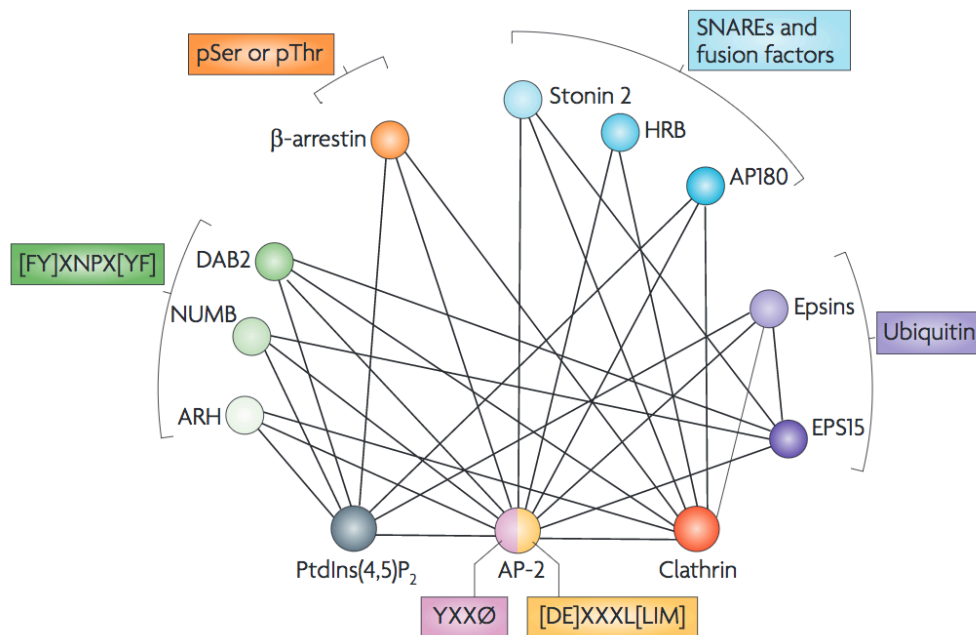 SNAREs and
fusion factors
pSer or pThr
Stonin 2
HRB
β-arrestin
AP180
[FY]XNPX[YF]
DAB2
NUMB
Epsins
Ubiquitin
ARH
EPS15
PtdIns(4,5)P₂
AP-2
Clathrin
YXXØ
[DE]XXXL[LIM]